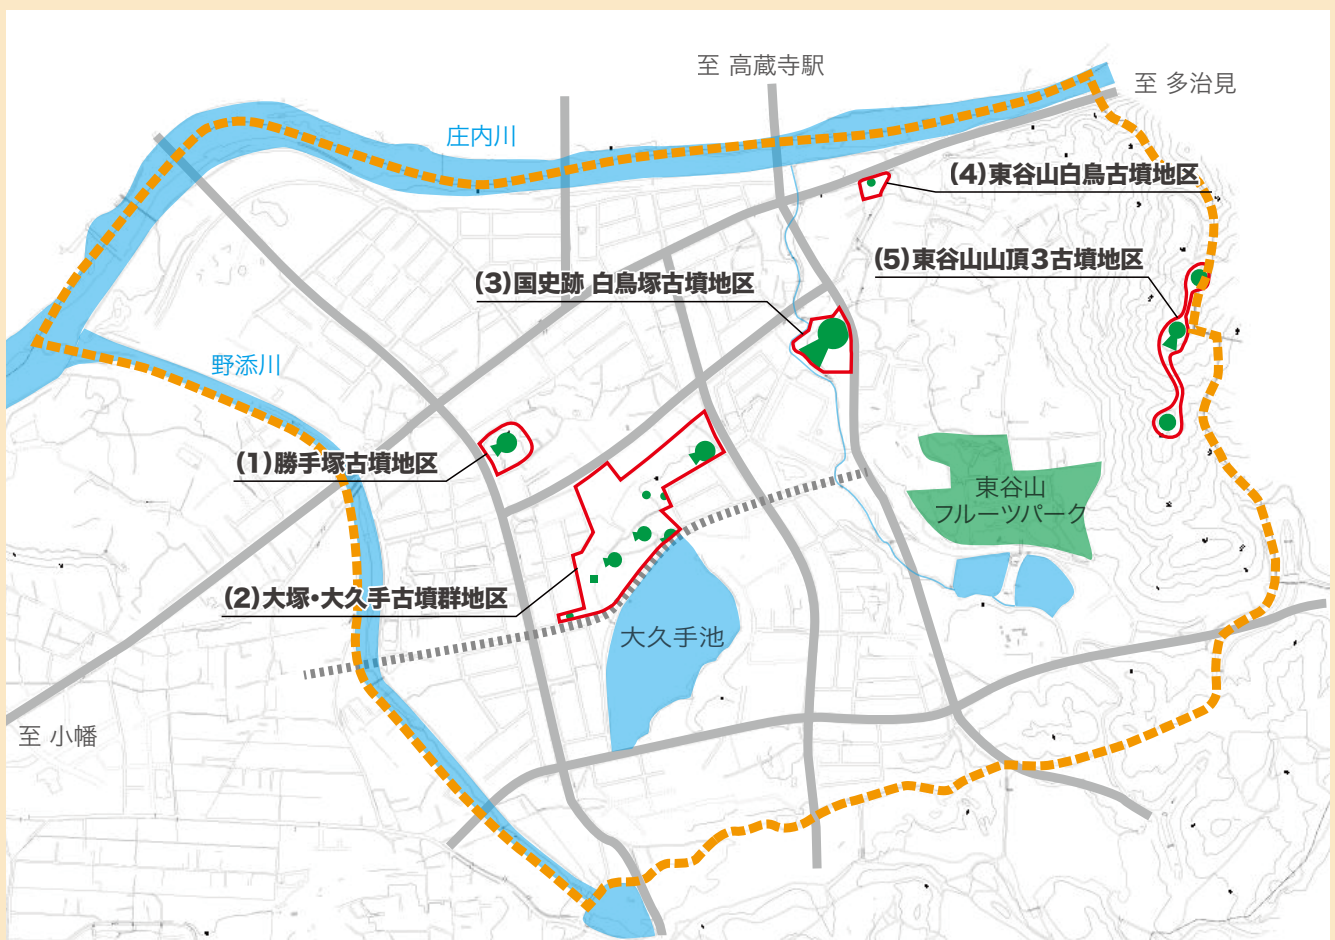 至 高蔵寺駅
至 多治見
庄内川
(4)東谷山白鳥古墳地区
(5)東谷山山頂3古墳地区
(3)国史跡 白鳥塚古墳地区
野添川
(1)勝手塚古墳地区
東谷山
フルーツパーク
(2)大塚・大久手古墳群地区
大久手池
至 小幡